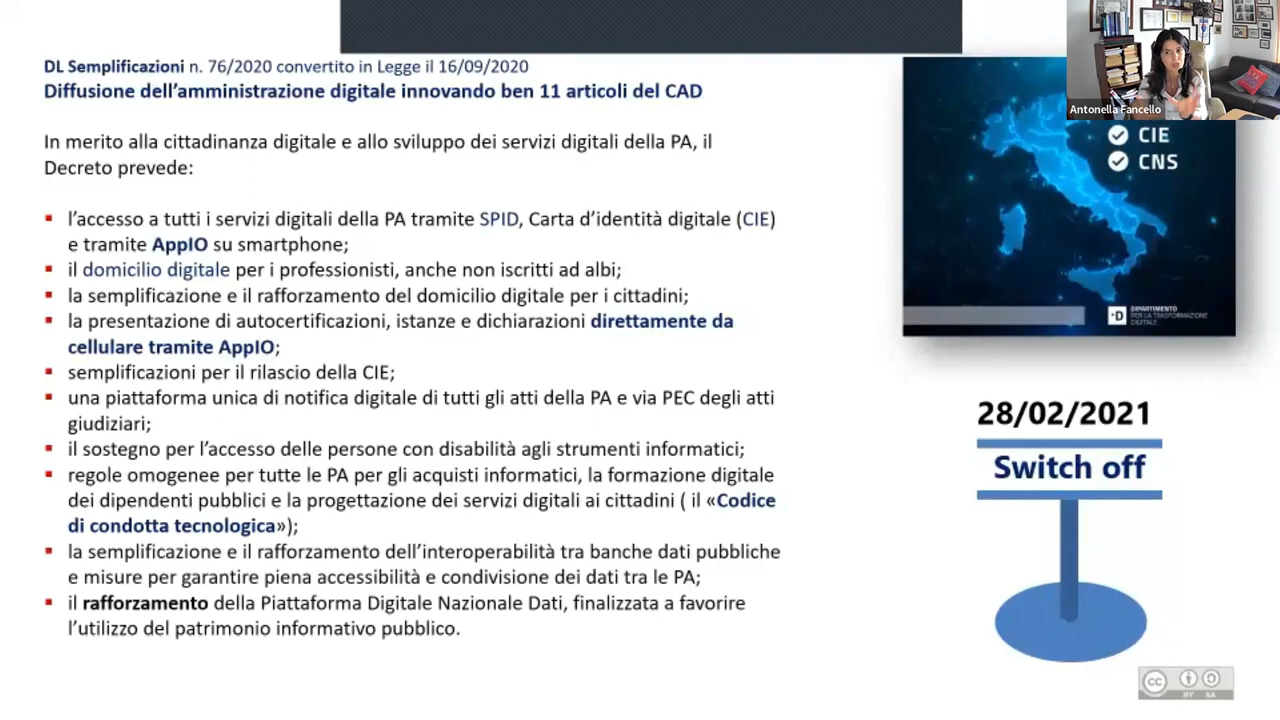 DL Semplificazioni n. 76/2020 convertito in Legge il 16/09/2020
Diffusione dell'amministrazione digitale innovando ben 11 articoli del CAD
In merito alla cittadinanza digitale e allo sviluppo dei servizi digitali della PA, il
Decreto prevede:
▪ l'accesso a tutti i servizi digitali della PA tramite SPID, Carta d'identità digitale (CIE)
e tramite AppIO su smartphone;
▪ il domicilio digitale per i professionisti, anche non iscritti ad albi;
▪ la semplificazione e il rafforzamento del domicilio digitale per i cittadini;
▪ la presentazione di autocertificazioni, istanze e dichiarazioni direttamente da
cellulare tramite AppIO;
▪ semplificazioni per il rilascio della CIE;
▪ una piattaforma unica di notifica digitale di tutti gli atti della PA e via PEC degli atti
giudiziari;
▪ il sostegno per l'accesso delle persone con disabilità agli strumenti informatici;
▪ regole omogenee per tutte le PA per gli acquisti informatici, la formazione digitale
dei dipendenti pubblici e la progettazione dei servizi digitali ai cittadini ( il «Codice
di condotta tecnologica»);
▪ la semplificazione e il rafforzamento dell'interoperabilità tra banche dati pubbliche
e misure per garantire piena accessibilità e condivisione dei dati tra le PA;
▪ il rafforzamento della Piattaforma Digitale Nazionale Dati, finalizzata a favorire
l'utilizzo del patrimonio informativo pubblico.
Antonella Fancello
CIE
CNS
D DIPARTIMENTO
PER LA TRASFORMAZIONE
DIGITALE
28/02/2021
Switch off
CC BY SA